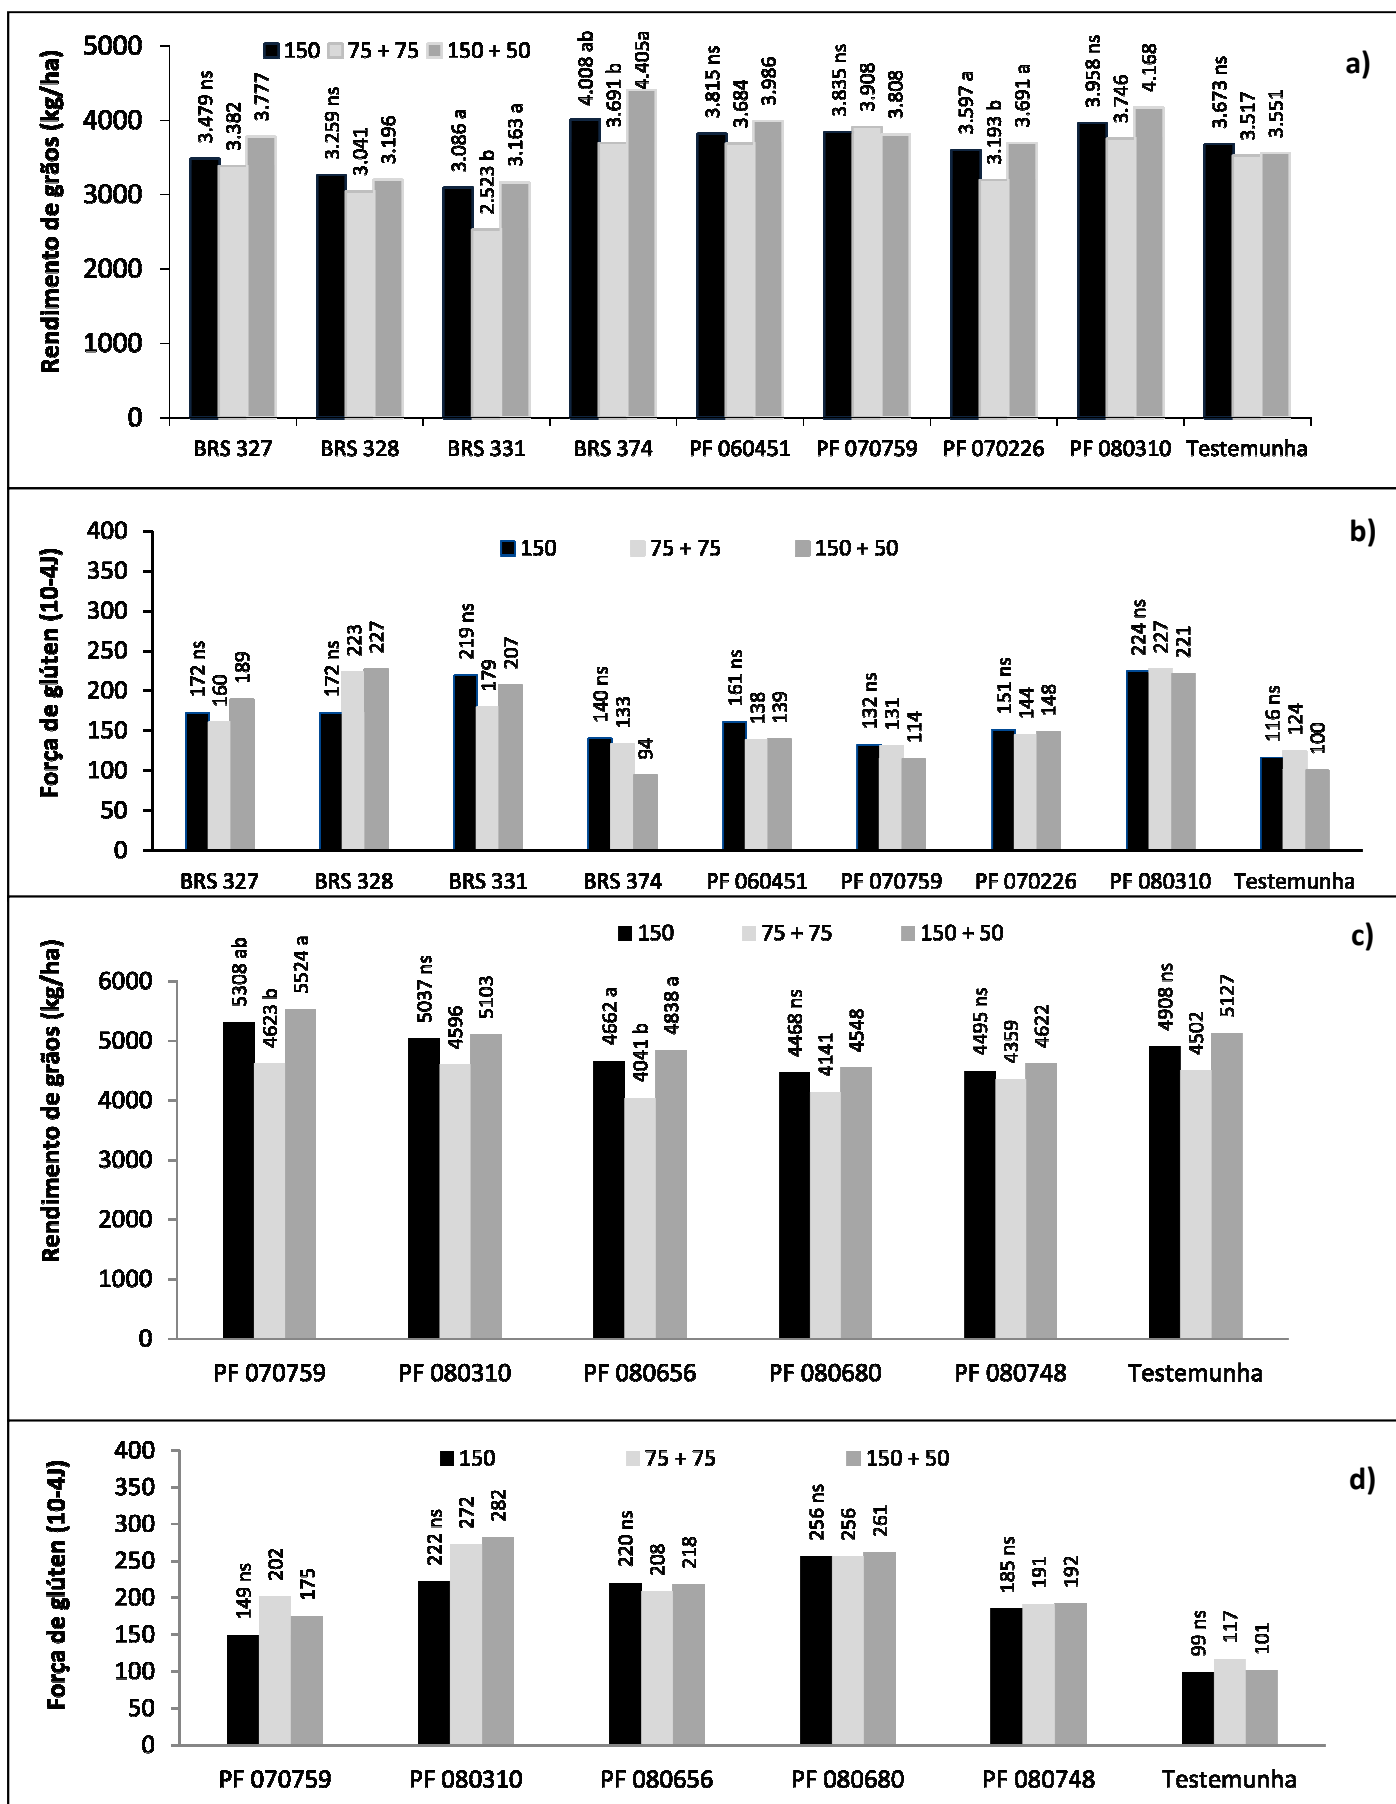 a)
Rendimento de grãos (kg/ha)
150 75 + 75 150 + 50
5000
4000
3000
2000
1000
0
3.479 ns 3.382 3.777
3.259 ns 3.041 3.196
3.086 a 2.523 b 3.163 a
4.008 ab 3.691 b 4.405a
3.815 ns 3.684 3.986
3.835 ns 3.908 3.808
3.597 a 3.193 b 3.691 a
3.958 ns 3.746 4.168
3.673 ns 3.517 3.551
BRS 327 BRS 328 BRS 331 BRS 374 PF 060451 PF 070759 PF 070226 PF 080310 Testemunha
b)
Força de glúten (10-4J)
150 75 + 75 150 + 50
400
350
300
250
200
150
100
50
0
172 ns 160 189
172 ns 223 227
219 ns 179 207
140 ns 133 94
161 ns 138 139
132 ns 131 114
151 ns 144 148
224 ns 227 221
116 ns 124 100
BRS 327 BRS 328 BRS 331 BRS 374 PF 060451 PF 070759 PF 070226 PF 080310 Testemunha
c)
Rendimento de grãos (kg/ha)
150 75 + 75 150 + 50
6000
5000
4000
3000
2000
1000
0
5308 ab 4623 b 5524 a
5037 ns 4596 5103
4662 a 4041 b 4838 a
4468 ns 4141 4548
4495 ns 4359 4622
4908 ns 4502 5127
PF 070759 PF 080310 PF 080656 PF 080680 PF 080748 Testemunha
d)
Força de glúten (10-4J)
150 75 + 75 150 + 50
400
350
300
250
200
150
100
50
0
149 ns 202 175
222 ns 272 282
220 ns 208 218
256 ns 256 261
185 ns 191 192
99 ns 117 101
PF 070759 PF 080310 PF 080656 PF 080680 PF 080748 Testemunha